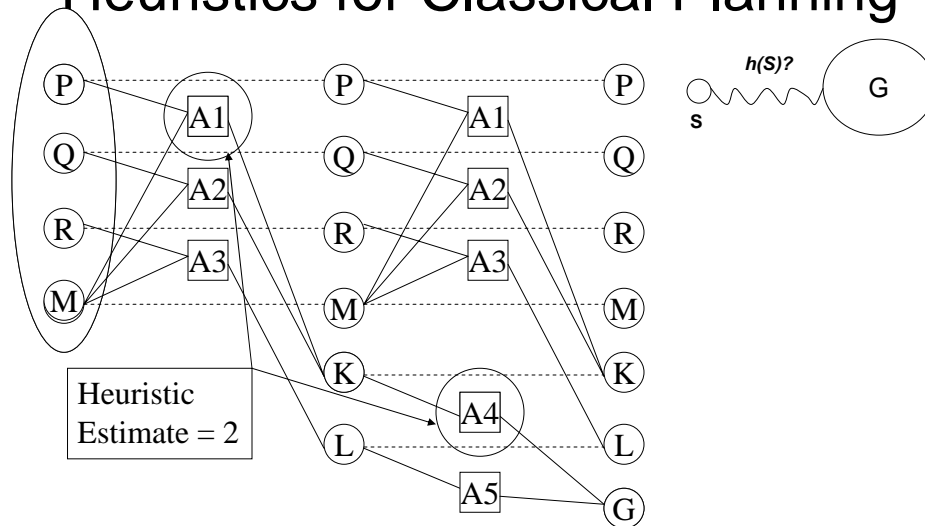 Heuristics for Classical Planning
h(S)?
P P P G
A1 A1
S
Q Q Q
A2 A2
R R R
A3 A3
M M M
K K
Heuristic
Estimate = 2
A4
L L
A5
G